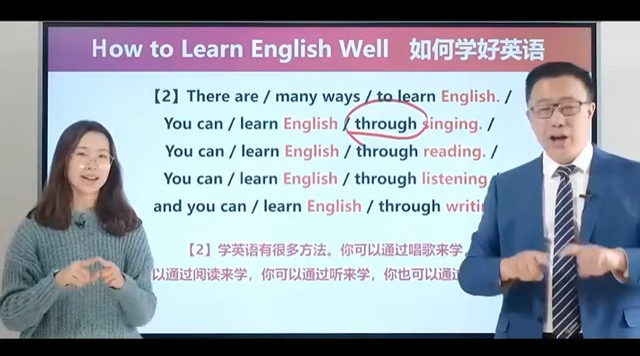 How to Learn English Well 如何学好英语
【2】There are / many ways / to learn English. /
You can / learn English / through singing. /
You can / learn English / through reading. /
You can / learn English / through listening /
and you can / learn English / through
【2】学英语有很多方法。你可以通过唱歌来学
以通过阅读来学，你可以通过听来学，你也可以通过